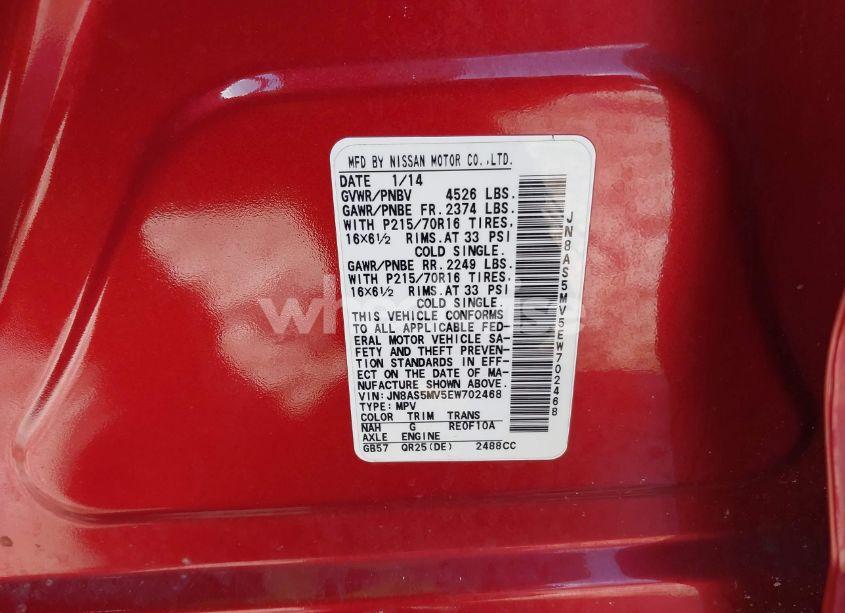 MFD BY NISSAN MOTOR CO.,LTD.
DATE 1/14
GVWR/PNBV 4526 LBS.
GAWR/PNBE FR. 2374 LBS.
WITH P215/70R16 TIRES,
16×6½ RIMS.AT 33 PSI
COLD SINGLE.
GAWR/PNBE RR. 2249 LBS.
WITH P215/70R16 TIRES,
16×6½ RIMS.AT 33 PSI
COLD SINGLE.
THIS VEHICLE CONFORMS
TO ALL APPLICABLE FED-
ERAL MOTOR VEHICLE SA-
FETY AND THEFT PREVEN-
TION STANDARDS IN EFF-
ECT ON THE DATE OF MA-
NUFACTURE SHOWN ABOVE.
VIN: JN8AS5MV5EW702468
TYPE: MPV
COLOR TRIM TRANS
NAH G RE0F10A
AXLE ENGINE
GB57 QR25(DE) 2488CC
JN8AS5MV5EW702468